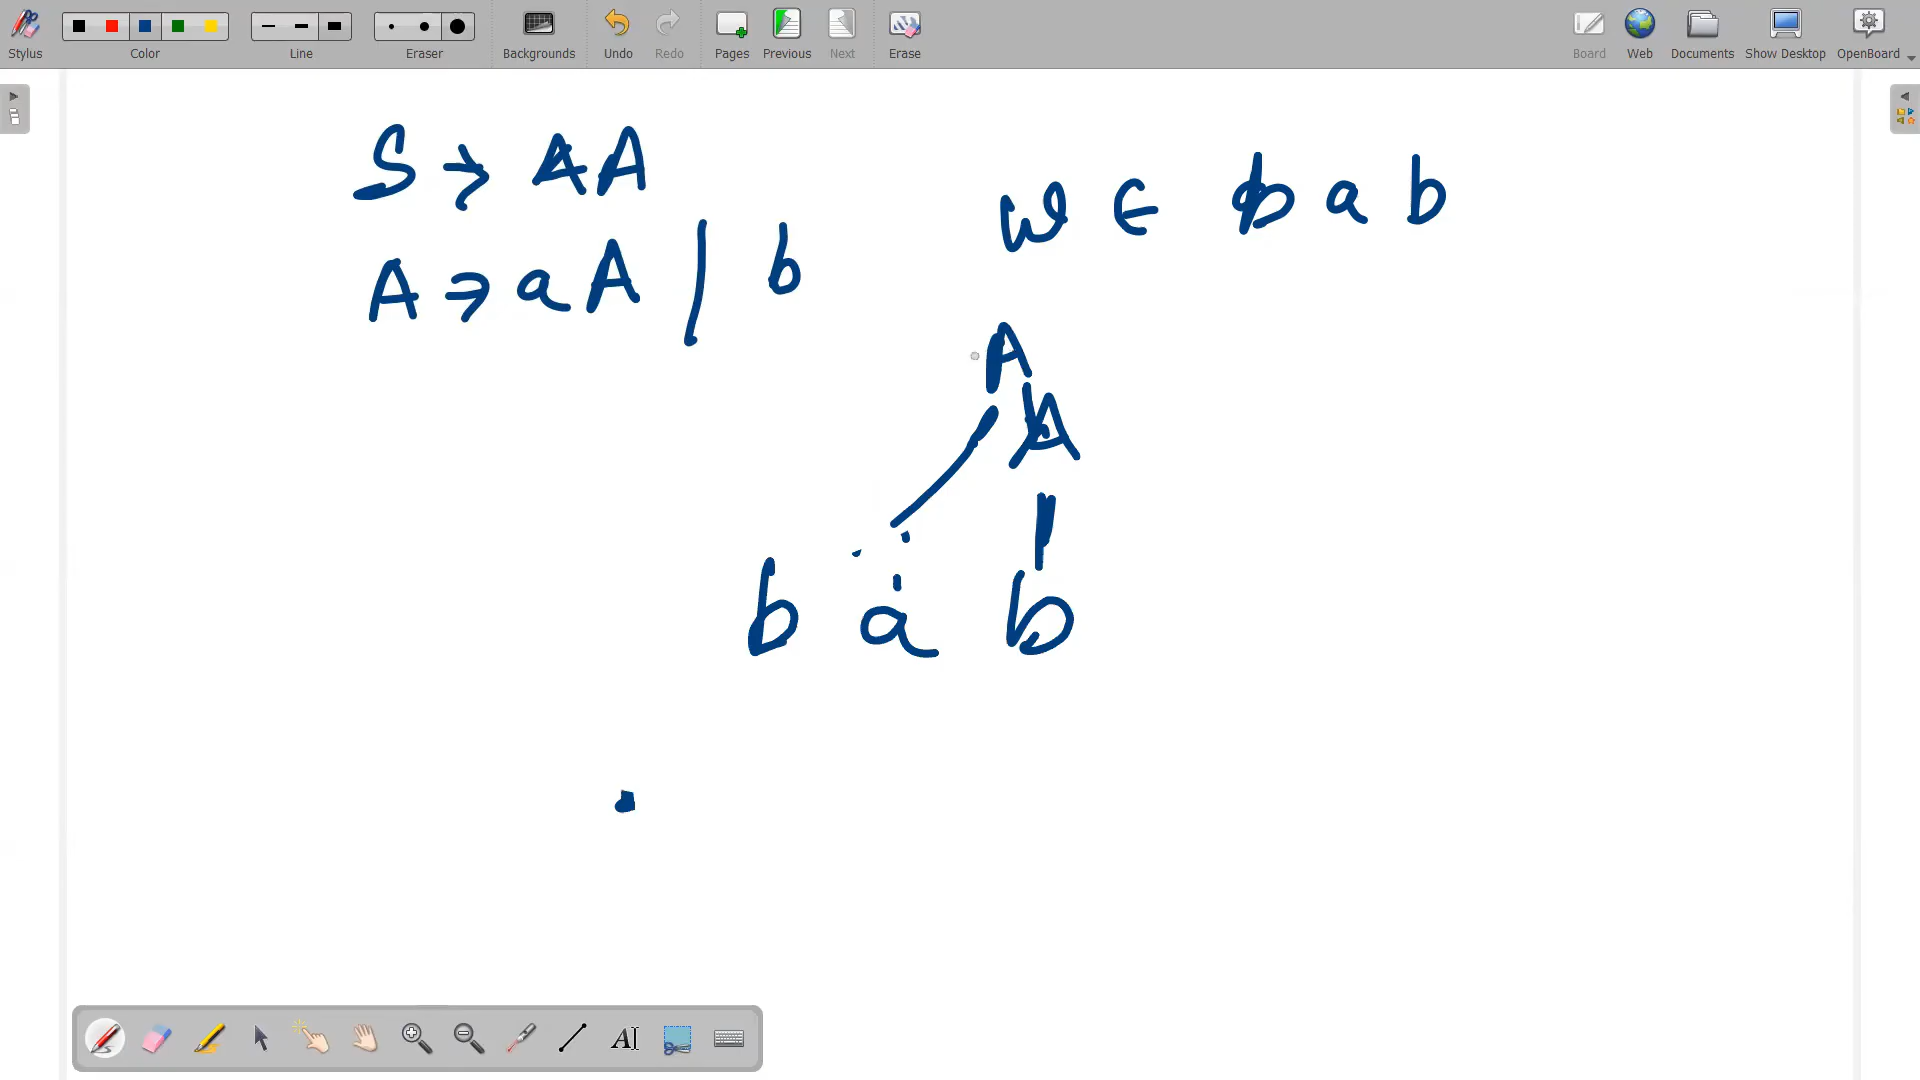 Stylus
Color
Line
Eraser
Backgrounds
Undo
Redo
Pages
Previous
Next
Erase
Board
Web
Documents
Show Desktop
OpenBoard
S → AA
A → aA | b
w ∈ b a b
A
A
b a b
AI